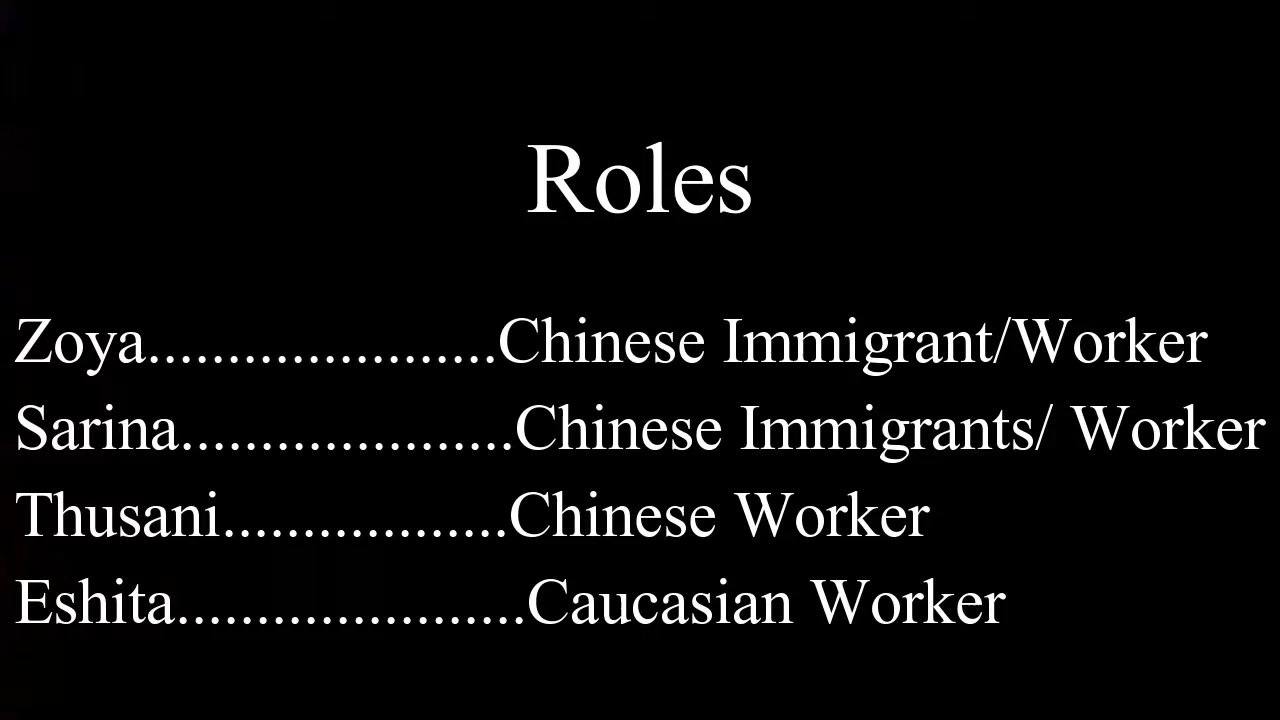 Roles
Zoya......................Chinese Immigrant/Worker
Sarina.....................Chinese Immigrants/ Worker
Thusani..................Chinese Worker
Eshita......................Caucasian Worker